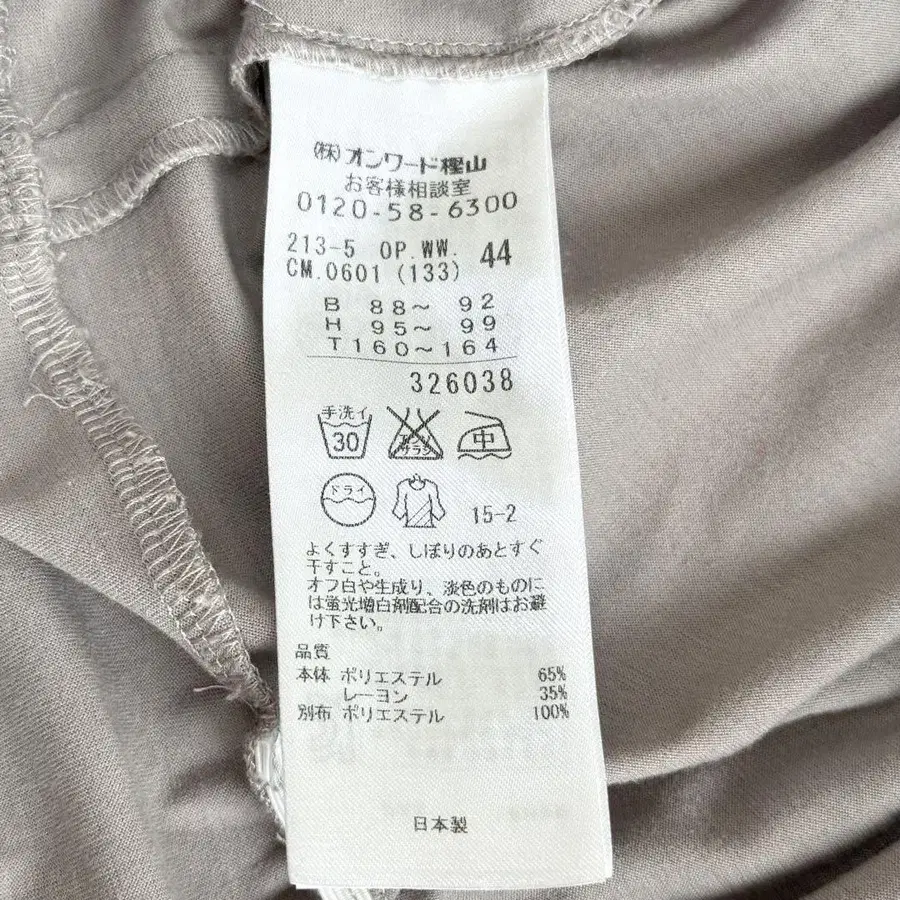 (株)オンワード樫山
お客様相談室
0120-58-6300
213-5 OP.WW. 44
CM.0601 (133)
B 88〜 92
H 95〜 99
T160〜164
326038
手洗イ
30
エンソ
サラシ
中
ドライ
15-2
よくすすぎ、しぼりのあとすぐ
干すこと。
オフ白や生成り、淡色のものに
は蛍光増白剤配合の洗剤はお避
け下さい。
品質
本体 ポリエステル 65%
レーヨン 35%
別布 ポリエステル 100%
日本製